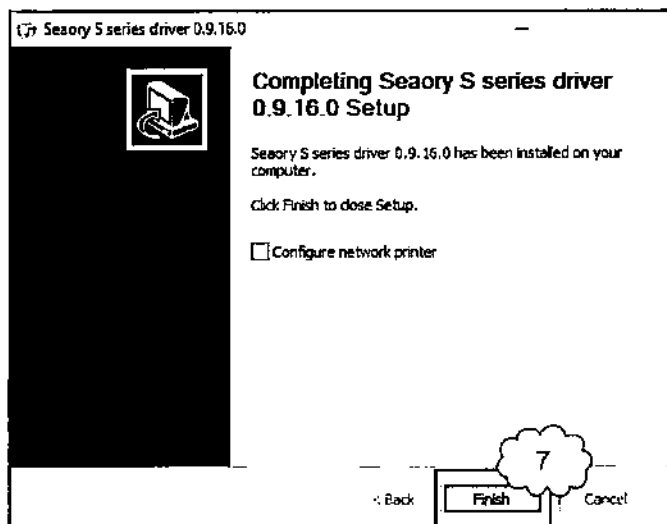 Seaory S series driver 0.9.16.0
Completing Seaory S series driver
0.9.16.0 Setup
Seaory S series driver 0.9.16.0 has been installed on your
computer.
Click Finish to close Setup.
Configure network printer
7
< Back
Finish
Cancel